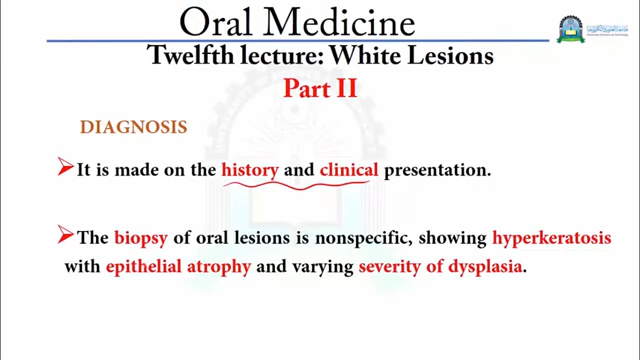 Oral Medicine
Twelfth lecture: White Lesions
Part II
DIAGNOSIS
It is made on the history and clinical presentation.
The biopsy of oral lesions is nonspecific, showing hyperkeratosis
with epithelial atrophy and varying severity of dysplasia.